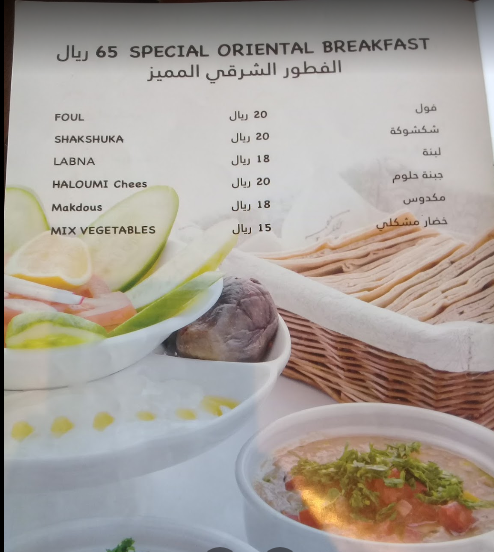 65 ريال SPECIAL ORIENTAL BREAKFAST
الفطور الشرقي المميز
FOUL 20 ريال فول
SHAKSHUKA 20 ريال شكشوكة
LABNA 18 ريال لبنة
HALOUMI Chees 20 ريال جبنة حلوم
Makdous 18 ريال مكدوس
MIX VEGETABLES 15 ريال خضار مشكلي